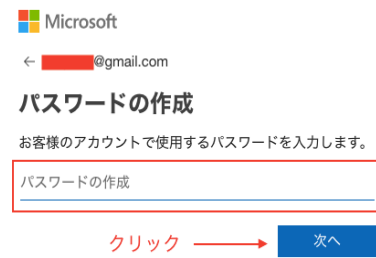 Microsoft
← @gmail.com
パスワードの作成
お客様のアカウントで使用するパスワードを入力します。
パスワードの作成
クリック → 次へ